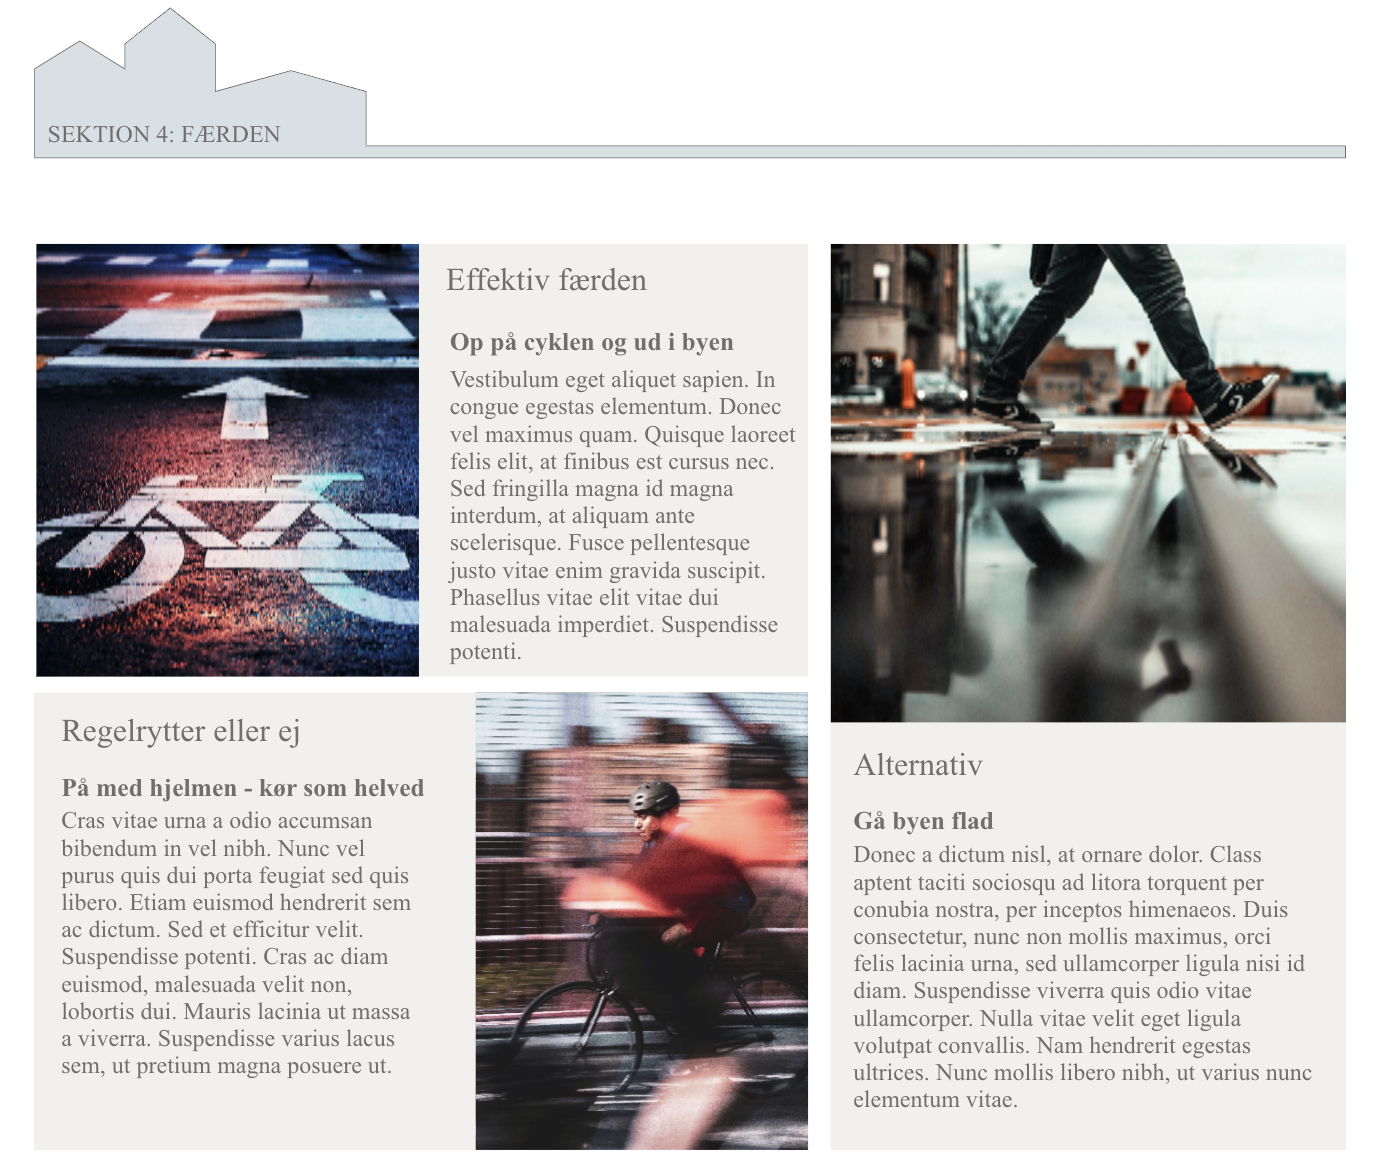 SEKTION 4: FÆRDEN
Effektiv færden
Op på cyklen og ud i byen
Vestibulum eget aliquet sapien. In
congue egestas elementum. Donec
vel maximus quam. Quisque laoreet
felis elit, at finibus est cursus nec.
Sed fringilla magna id magna
interdum, at aliquam ante
scelerisque. Fusce pellentesque
justo vitae enim gravida suscipit.
Phasellus vitae elit vitae dui
malesuada imperdiet. Suspendisse
potenti.
Regelrytter eller ej
På med hjelmen - kør som helved
Cras vitae urna a odio accumsan
bibendum in vel nibh. Nunc vel
purus quis dui porta feugiat sed quis
libero. Etiam euismod hendrerit sem
ac dictum. Sed et efficitur velit.
Suspendisse potenti. Cras ac diam
euismod, malesuada velit non,
lobortis dui. Mauris lacinia ut massa
a viverra. Suspendisse varius lacus
sem, ut pretium magna posuere ut.
Alternativ
Gå byen flad
Donec a dictum nisl, at ornare dolor. Class
aptent taciti sociosqu ad litora torquent per
conubia nostra, per inceptos himenaeos. Duis
consectetur, nunc non mollis maximus, orci
felis lacinia urna, sed ullamcorper ligula nisi id
diam. Suspendisse viverra quis odio vitae
ullamcorper. Nulla vitae velit eget ligula
volutpat convallis. Nam hendrerit egestas
ultrices. Nunc mollis libero nibh, ut varius nunc
elementum vitae.